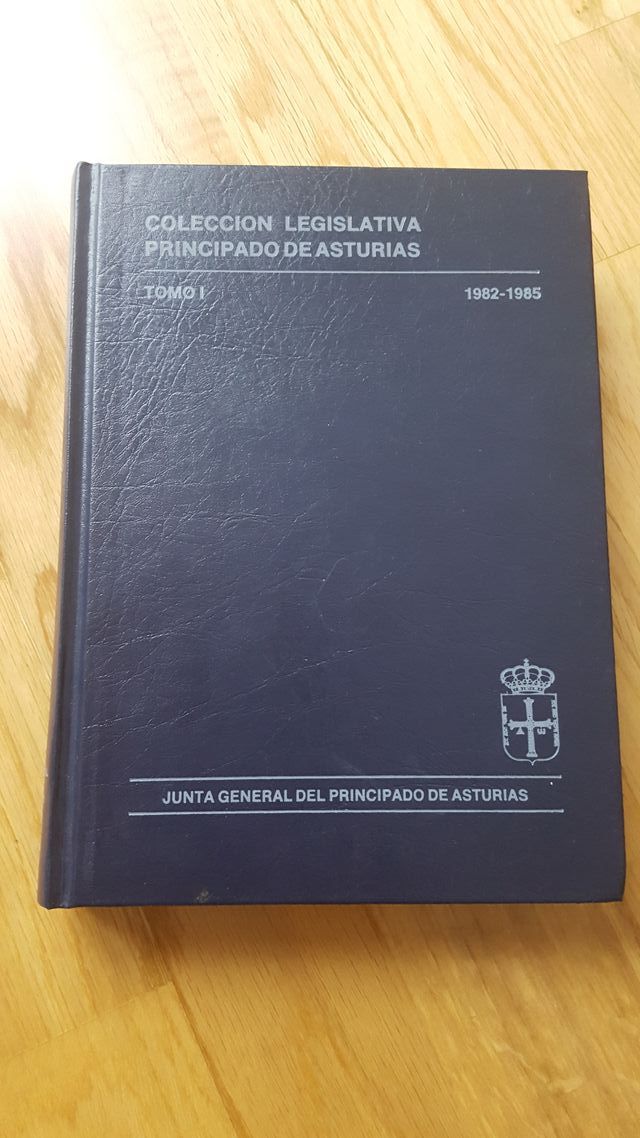 COLECCION LEGISLATIVA
PRINCIPADO DE ASTURIAS
TOMO I 1982-1985
JUNTA GENERAL DEL PRINCIPADO DE ASTURIAS